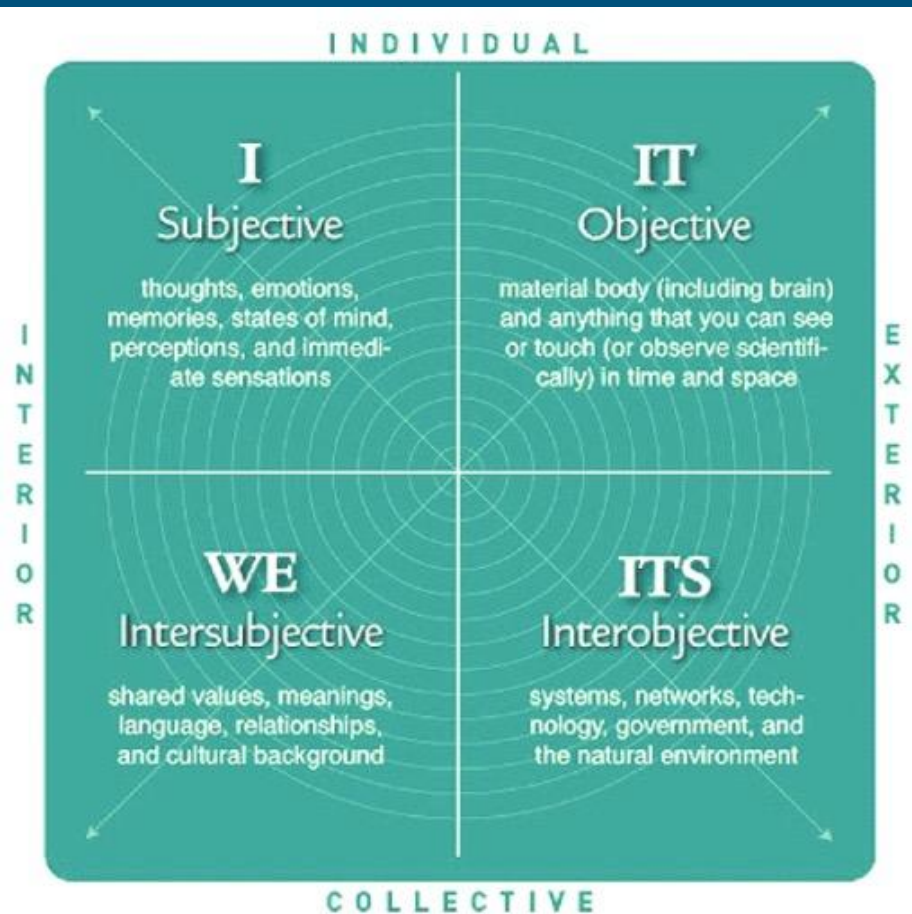 INDIVIDUAL
I
Subjective
thoughts, emotions,
memories, states of mind,
perceptions, and immedi-
ate sensations
IT
Objective
material body (including brain)
and anything that you can see
or touch (or observe scientifi-
cally) in time and space
INTERIOR
EXTERIOR
WE
Intersubjective
shared values, meanings,
language, relationships,
and cultural background
ITS
Interobjective
systems, networks, tech-
nology, government, and
the natural environment
COLLECTIVE